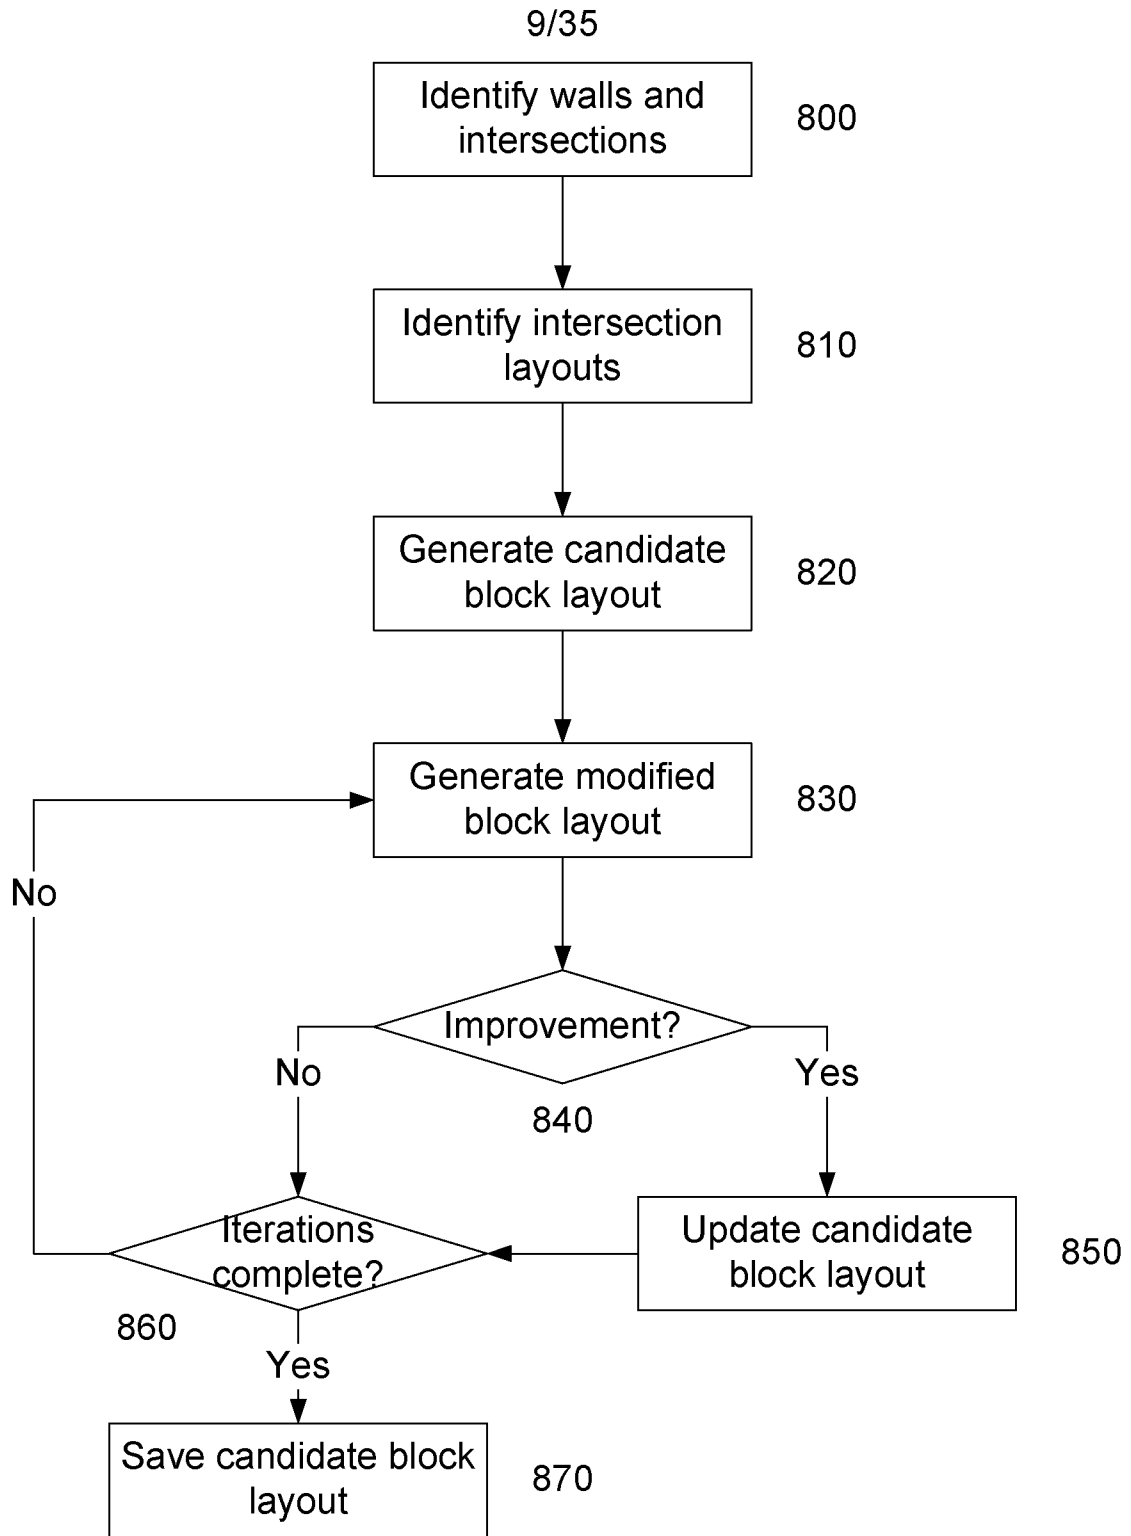 9/35
Identify walls and
intersections
800
Identify intersection
layouts
810
Generate candidate
block layout
820
Generate modified
block layout
830
No
Improvement?
No
Yes
840
Iterations
complete?
Update candidate
block layout
850
860
Yes
Save candidate block
layout
870